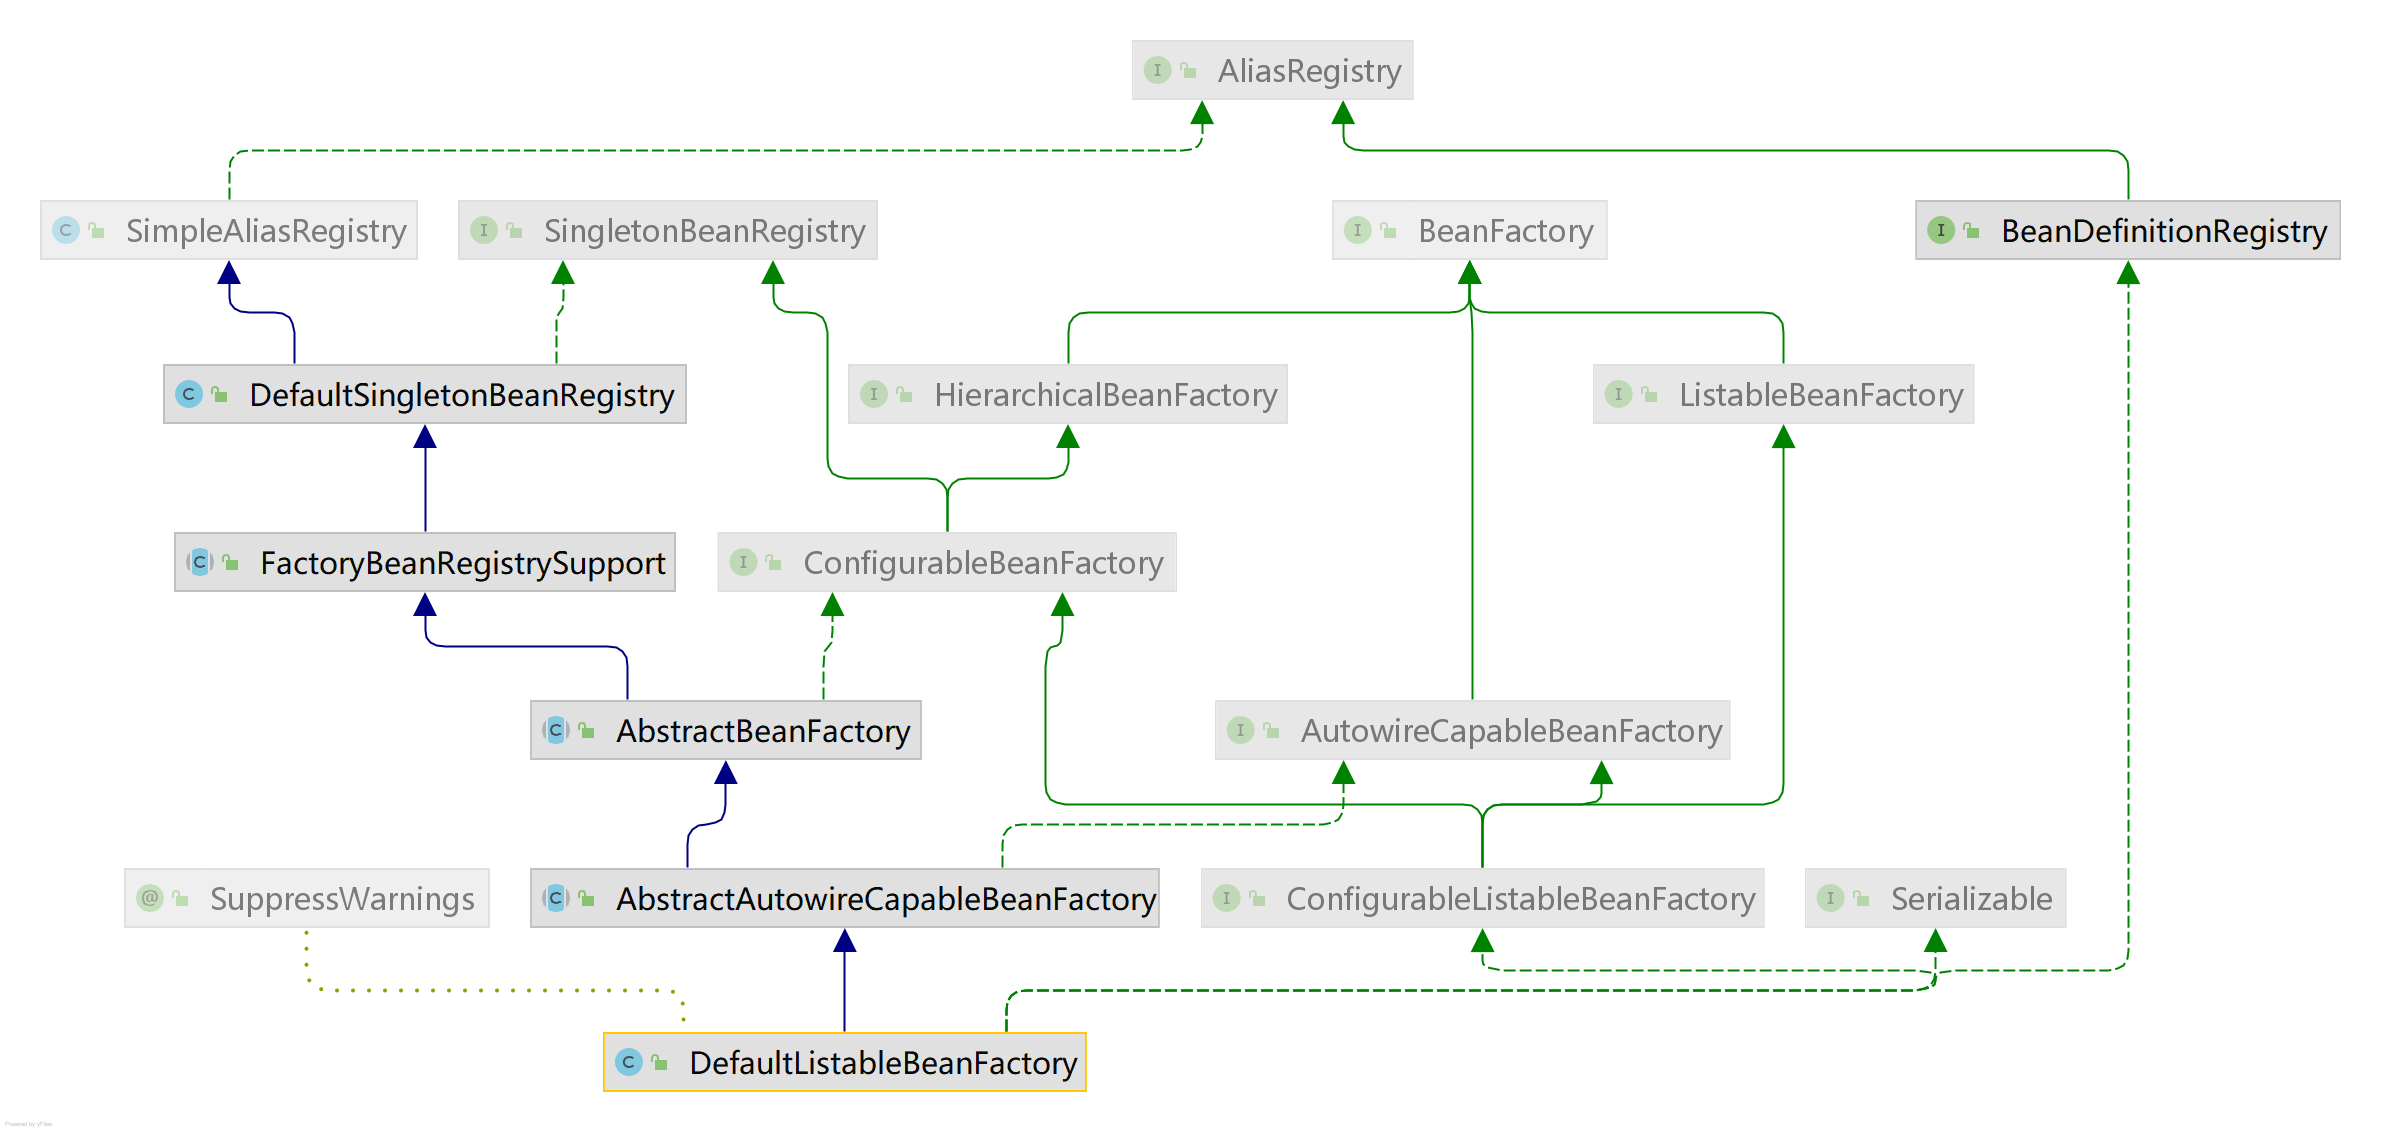 AliasRegistry
SimpleAliasRegistry
SingletonBeanRegistry
BeanFactory
BeanDefinitionRegistry
DefaultSingletonBeanRegistry
HierarchicalBeanFactory
ListableBeanFactory
FactoryBeanRegistrySupport
ConfigurableBeanFactory
AbstractBeanFactory
AutowireCapableBeanFactory
SuppressWarnings
AbstractAutowireCapableBeanFactory
ConfigurableListableBeanFactory
Serializable
DefaultListableBeanFactory
Powered by yFiles